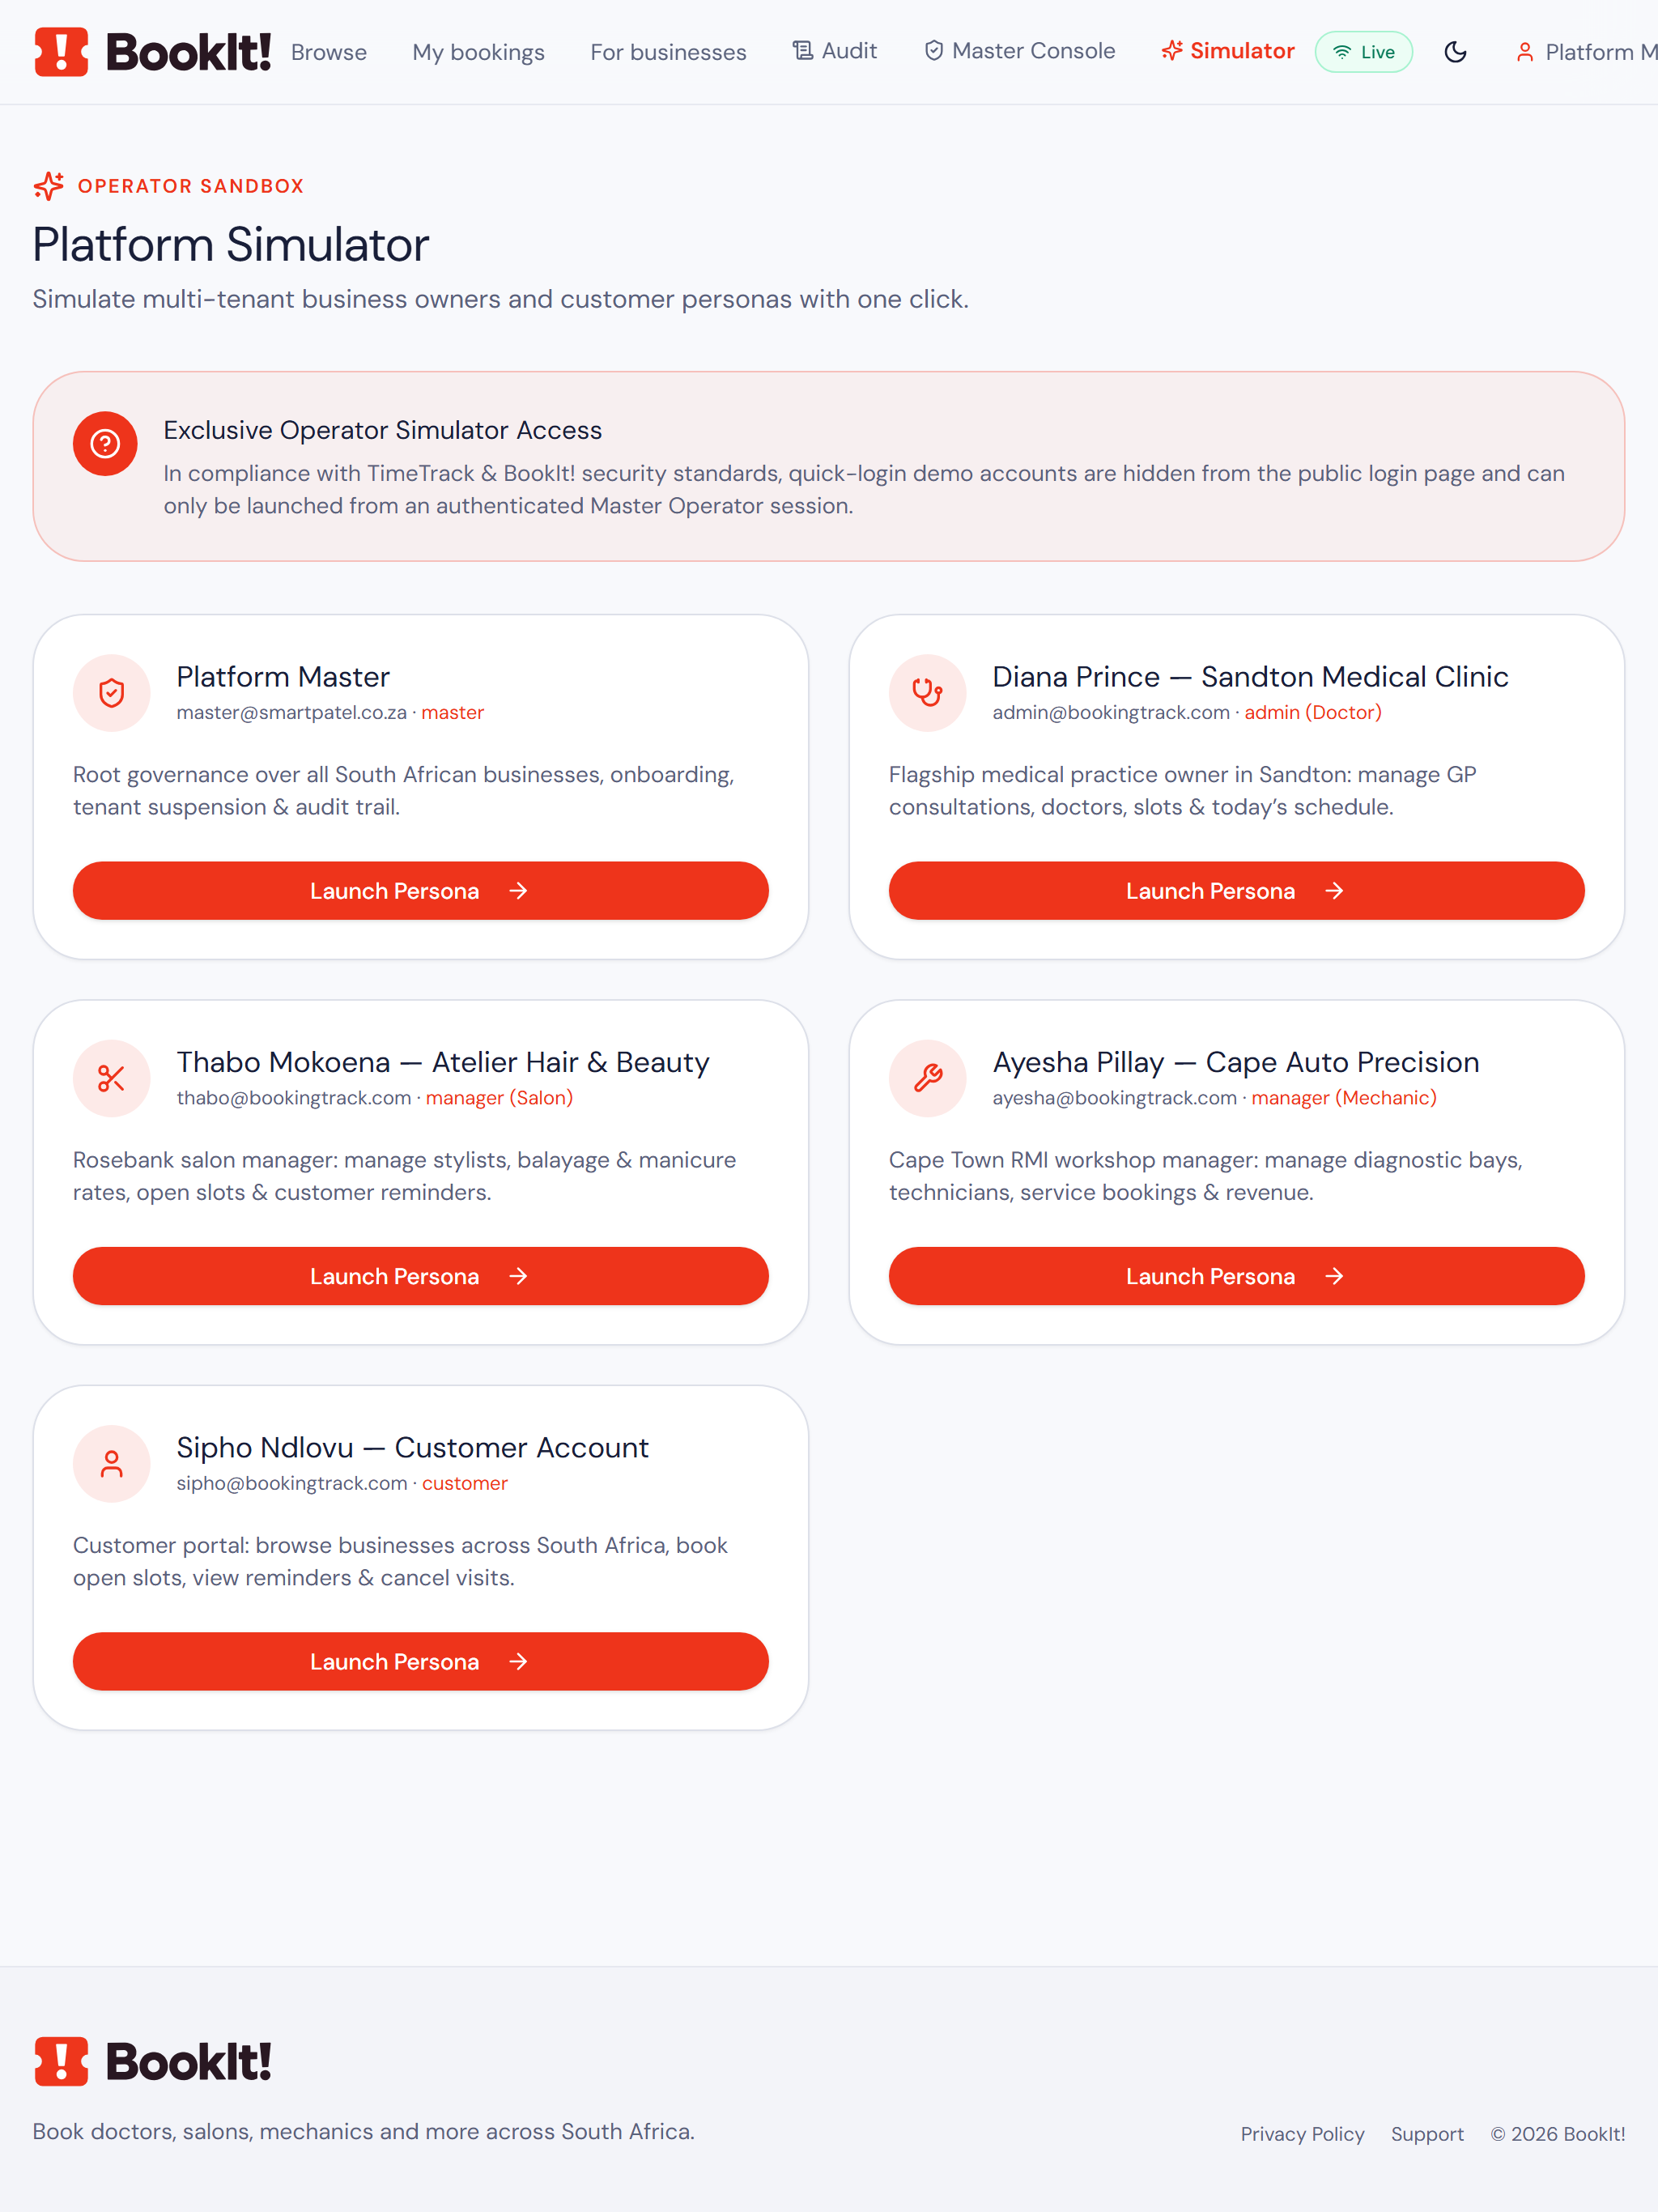 BookIt!
Browse
My bookings
For businesses
Audit
Master Console
Simulator
Live
Platform M
OPERATOR SANDBOX
Platform Simulator
Simulate multi-tenant business owners and customer personas with one click.
Exclusive Operator Simulator Access
In compliance with TimeTrack & BookIt! security standards, quick-login demo accounts are hidden from the public login page and can
only be launched from an authenticated Master Operator session.
Platform Master
master@smartpatel.co.za · master
Root governance over all South African businesses, onboarding,
tenant suspension & audit trail.
Launch Persona
Diana Prince — Sandton Medical Clinic
admin@bookingtrack.com · admin (Doctor)
Flagship medical practice owner in Sandton: manage GP
consultations, doctors, slots & today’s schedule.
Launch Persona
Thabo Mokoena — Atelier Hair & Beauty
thabo@bookingtrack.com · manager (Salon)
Rosebank salon manager: manage stylists, balayage & manicure
rates, open slots & customer reminders.
Launch Persona
Ayesha Pillay — Cape Auto Precision
ayesha@bookingtrack.com · manager (Mechanic)
Cape Town RMI workshop manager: manage diagnostic bays,
technicians, service bookings & revenue.
Launch Persona
Sipho Ndlovu — Customer Account
sipho@bookingtrack.com · customer
Customer portal: browse businesses across South Africa, book
open slots, view reminders & cancel visits.
Launch Persona
BookIt!
Book doctors, salons, mechanics and more across South Africa.
Privacy Policy
Support
© 2026 BookIt!